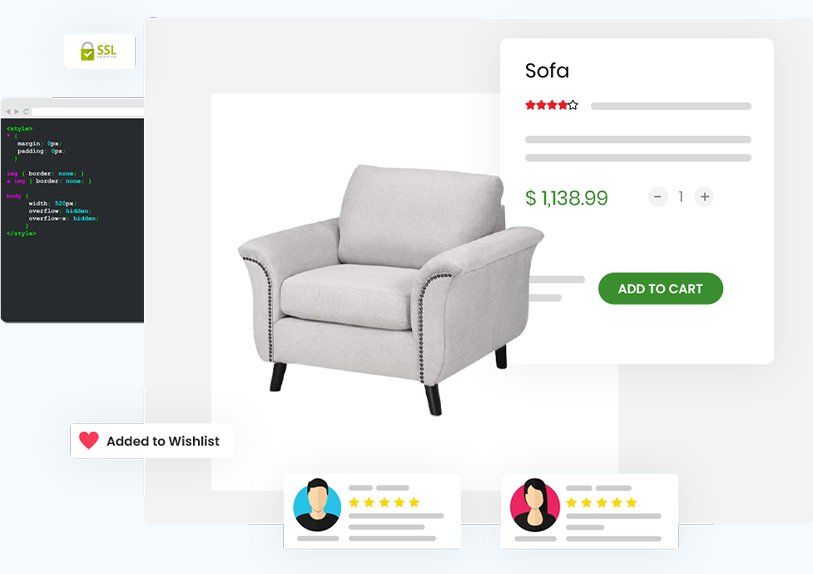 SSL
Sofa
<style>
* {
margin: 0px;
padding: 0px;
}
img { border: none; }
a img { border: none; }
body {
width: 520px;
overflow: hidden;
overflow-x: hidden;
}
</style>
$ 1,138.99
- 1 +
ADD TO CART
Added to Wishlist